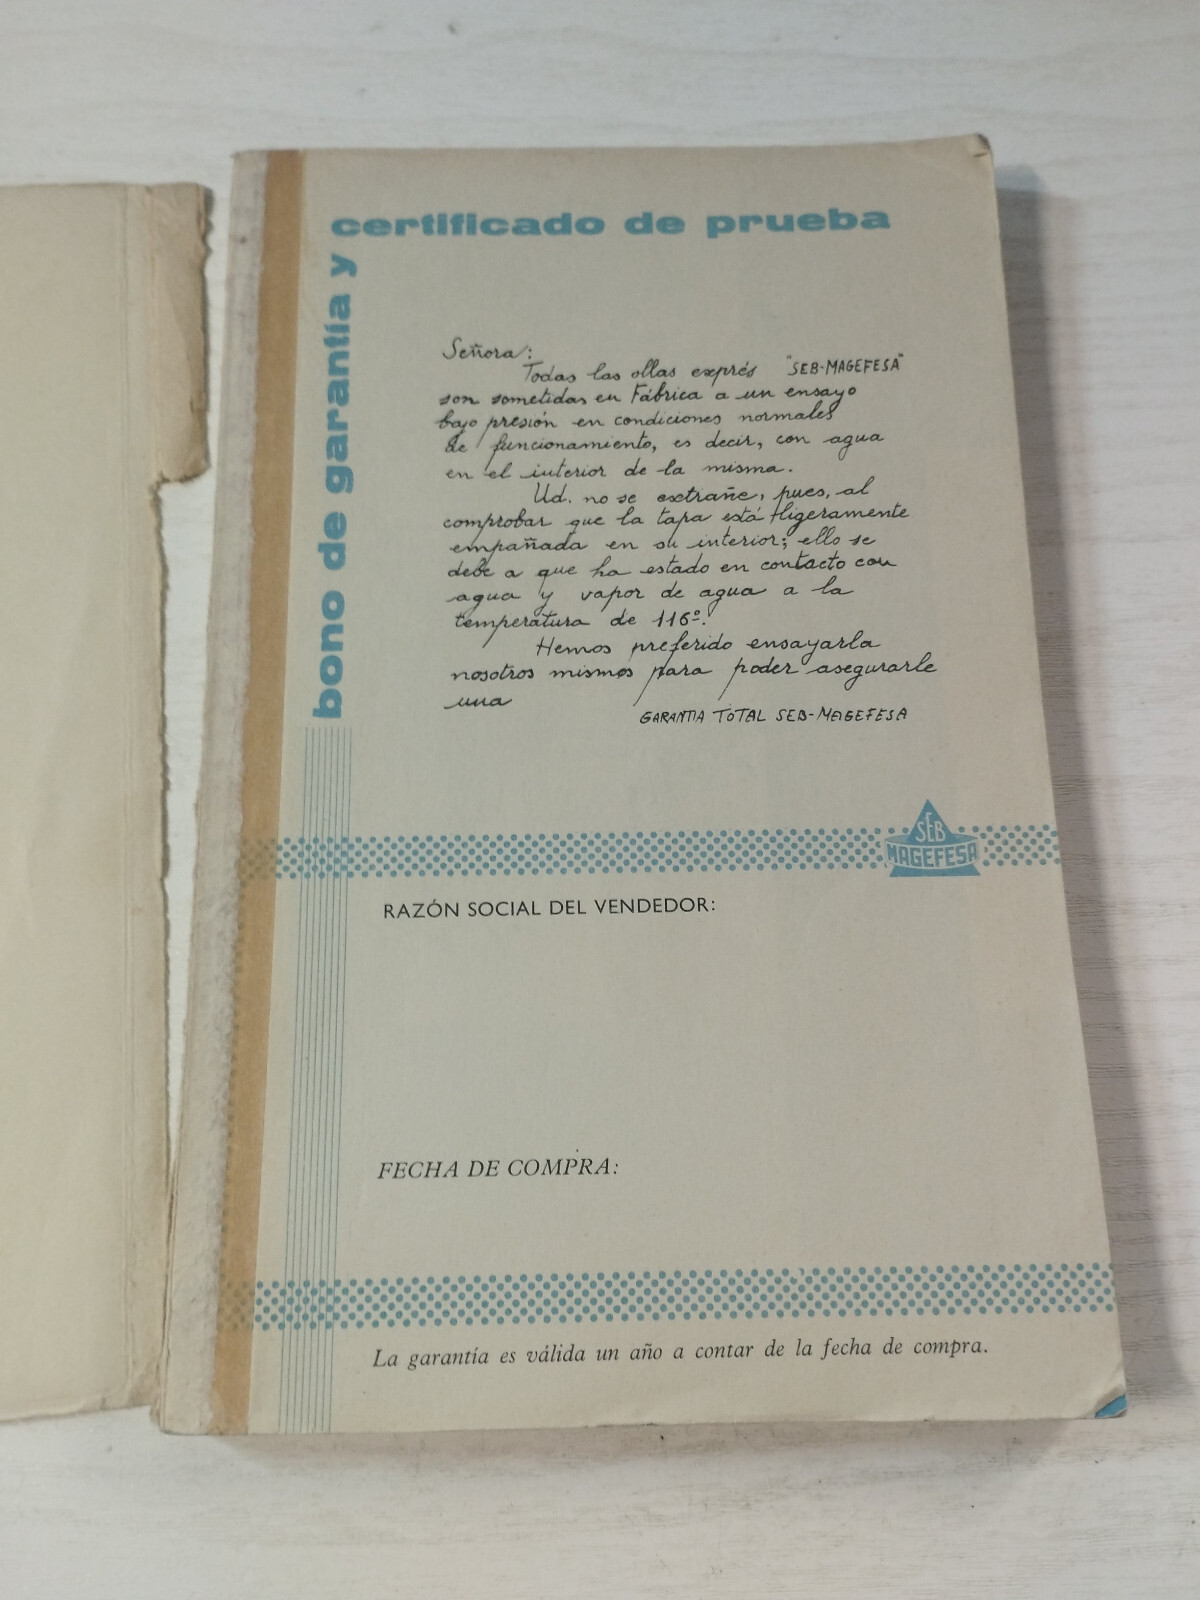 bono de garantía y
certificado de prueba
Señora:
Todas las ollas exprés "SEB-MAGEFESA"
son sometidas en Fábrica a un ensayo
bajo presión en condiciones normales
de funcionamiento, es decir, con agua
en el interior de la misma.
Ud. no se extrañe, pues, al
comprobar que la tapa está ligeramente
empañada en su interior; ello se
debe a que ha estado en contacto con
agua y vapor de agua a la
temperatura de 116º.
Hemos preferido ensayarla
nosotros mismos para poder asegurarle
una
GARANTIA TOTAL SEB-MAGEFESA
SEB
MAGEFESA
RAZÓN SOCIAL DEL VENDEDOR:
FECHA DE COMPRA:
La garantía es válida un año a contar de la fecha de compra.